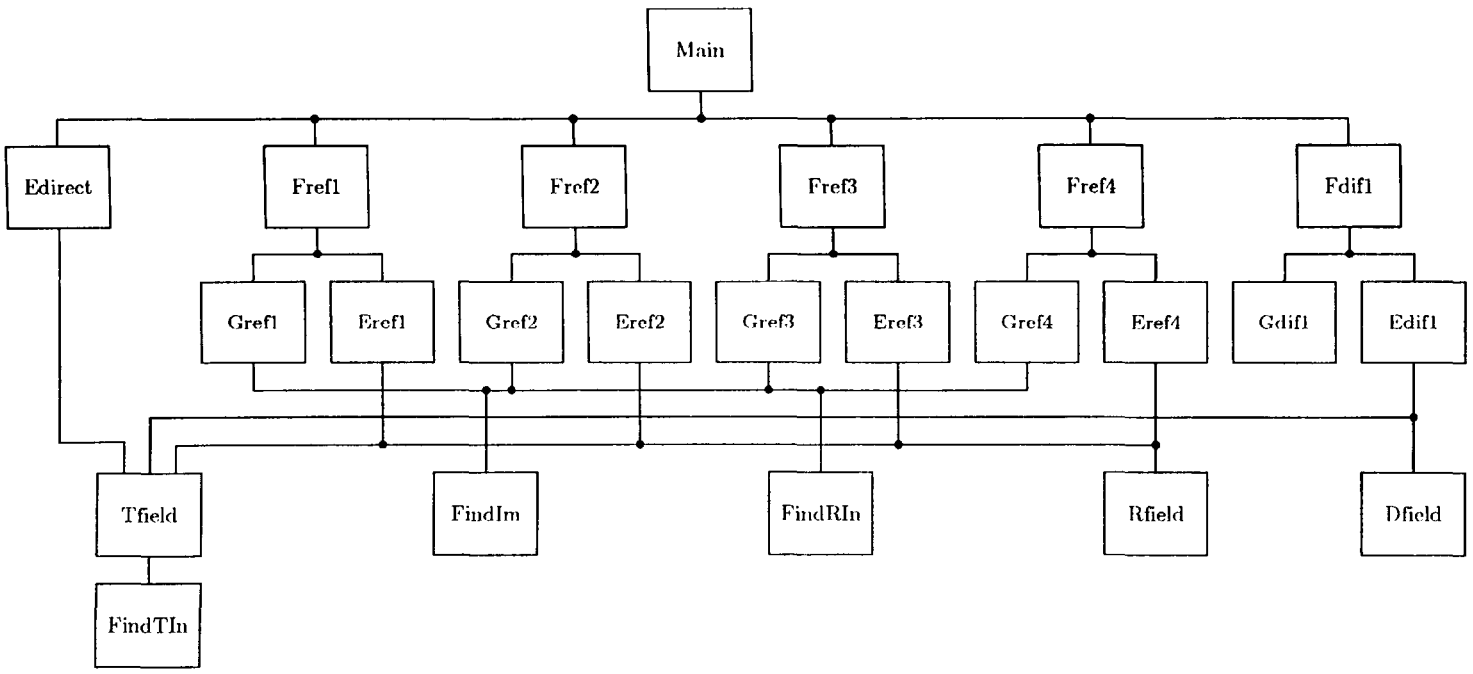 Main
Edirect
Fref1
Fref2
Fref3
Fref4
Fdif1
Gref1
Eref1
Gref2
Eref2
Gref3
Eref3
Gref4
Eref4
Gdif1
Edif1
Tfield
FindIm
FindRIn
Rfield
Dfield
FindTIn